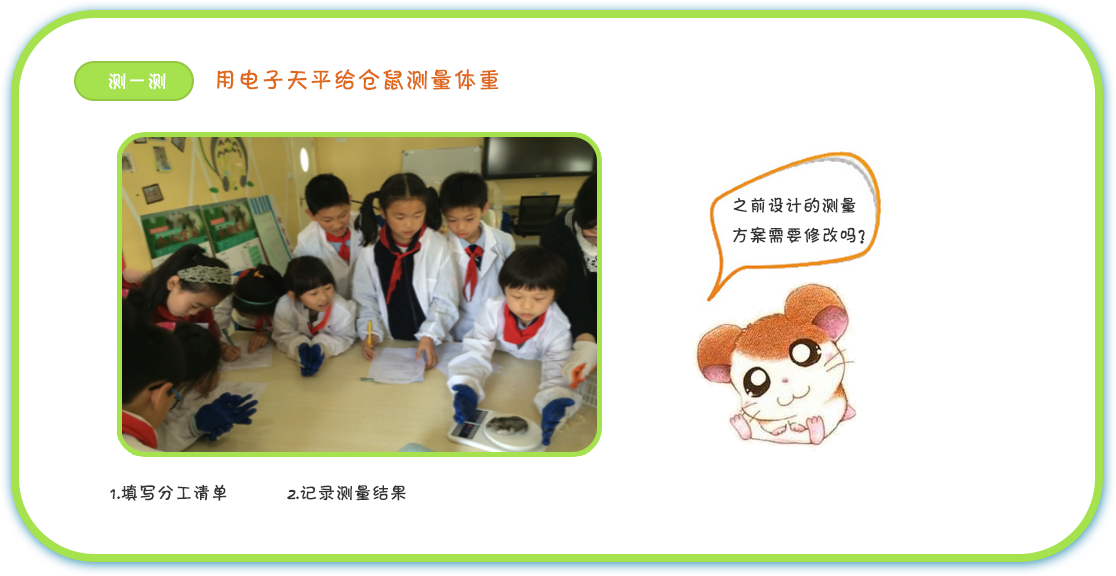 测一测
用电子天平给仓鼠测量体重
之前设计的测量
方案需要修改吗?
1.填写分工清单
2.记录测量结果